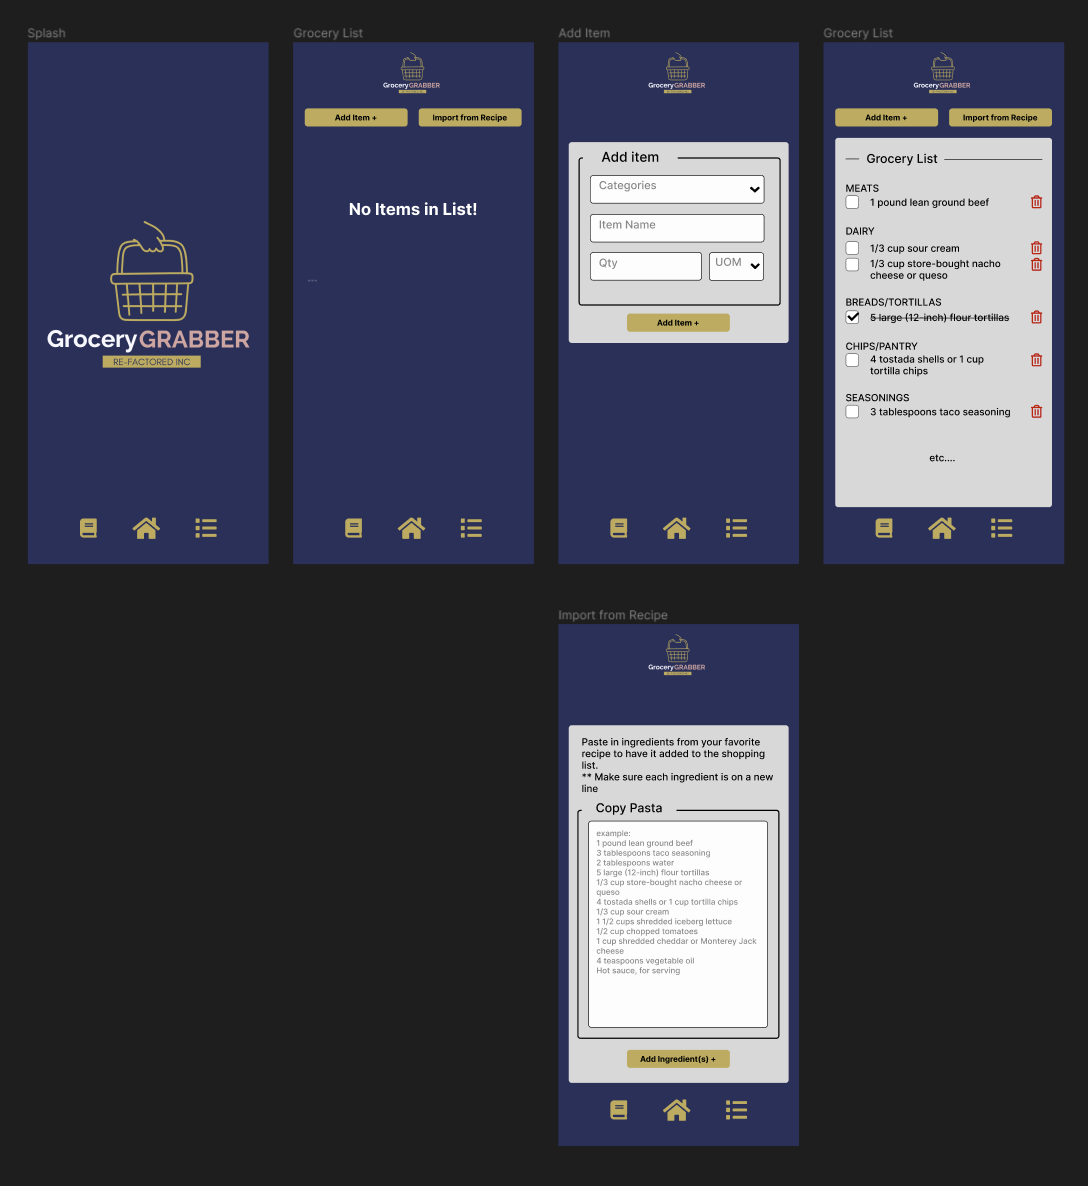 Splash
GroceryGRABBER
RE-FACTORED INC
Grocery List
GroceryGRABBER
Add Item +
Import from Recipe
No Items in List!
...
Add Item
GroceryGRABBER
Add item
Categories
Item Name
Qty
UOM
Add Item +
Grocery List
GroceryGRABBER
Add Item +
Import from Recipe
Grocery List
MEATS
1 pound lean ground beef
DAIRY
1/3 cup sour cream
1/3 cup store-bought nacho
cheese or queso
BREADS/TORTILLAS
5 large (12-inch) flour tortillas
CHIPS/PANTRY
4 tostada shells or 1 cup
tortilla chips
SEASONINGS
3 tablespoons taco seasoning
etc....
Import from Recipe
GroceryGRABBER
Paste in ingredients from your favorite
recipe to have it added to the shopping
list.
** Make sure each ingredient is on a new
line
Copy Pasta
example:
1 pound lean ground beef
3 tablespoons taco seasoning
2 tablespoons water
5 large (12-inch) flour tortillas
1/3 cup store-bought nacho cheese or
queso
4 tostada shells or 1 cup tortilla chips
1/3 cup sour cream
1 1/2 cups shredded iceberg lettuce
1/2 cup chopped tomatoes
1 cup shredded cheddar or Monterey Jack
cheese
4 teaspoons vegetable oil
Hot sauce, for serving
Add Ingredient(s) +